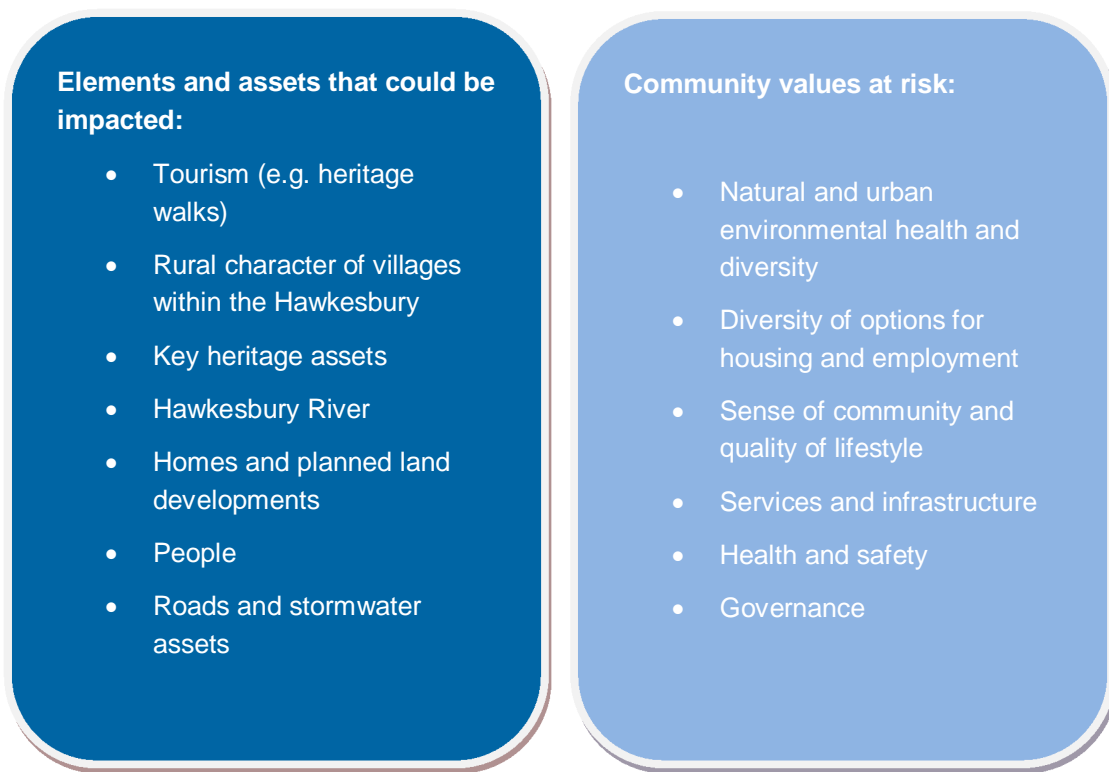 Elements and assets that could be
impacted:
• Tourism (e.g. heritage
walks)
• Rural character of villages
within the Hawkesbury
• Key heritage assets
• Hawkesbury River
• Homes and planned land
developments
• People
• Roads and stormwater
assets
Community values at risk:
• Natural and urban
environmental health and
diversity
• Diversity of options for
housing and employment
• Sense of community and
quality of lifestyle
• Services and infrastructure
• Health and safety
• Governance